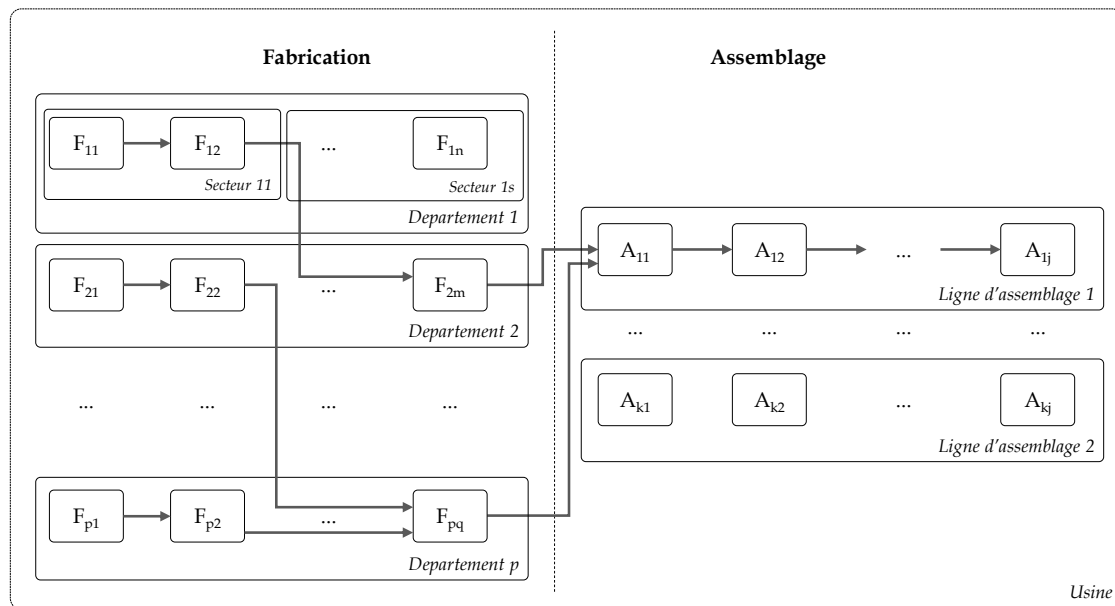 Fabrication
Assemblage
F11
F12
...
F1n
Secteur 11
Secteur 1s
Departement 1
F21
F22
...
F2m
Departement 2
... ... ... ...
Fp1
Fp2
...
Fpq
Departement p
A11
A12
...
A1j
Ligne d'assemblage 1
... ... ... ...
Ak1
Ak2
...
Akj
Ligne d'assemblage 2
Usine